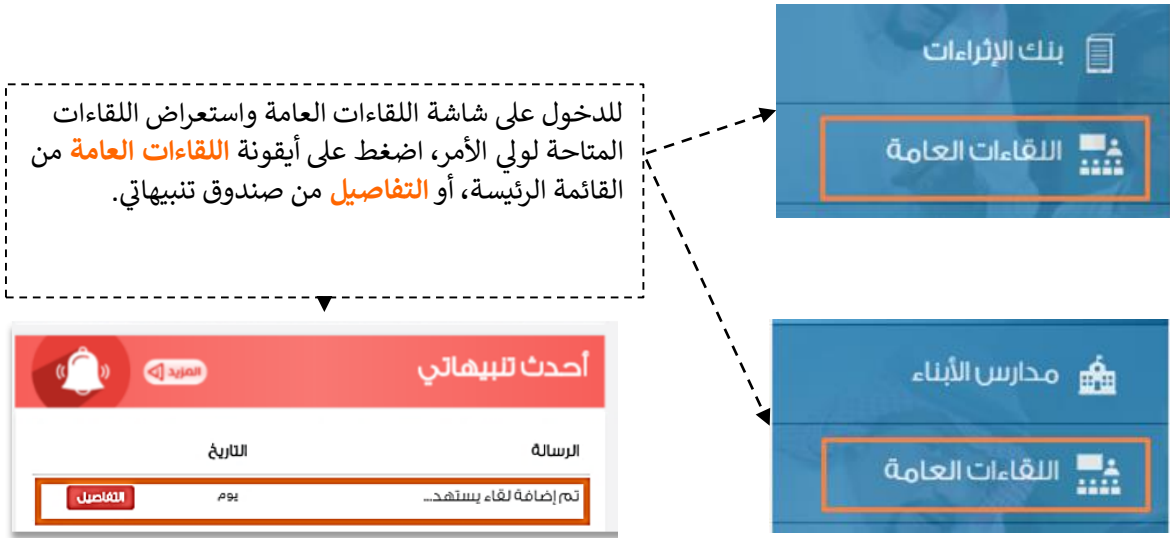 بنك الإثراءات
اللقاءات العامة
للدخول على شاشة اللقاءات العامة واستعراض اللقاءات
المتاحة لولي الأمر، اضغط على أيقونة اللقاءات العامة من
القائمة الرئيسة، أو التفاصيل من صندوق تنبيهاتي.
مدارس الأبناء
اللقاءات العامة
أحدث تنبيهاتي المزيد
الرسالة التاريخ
تم إضافة لقاء يستهد... يوم التفاصيل